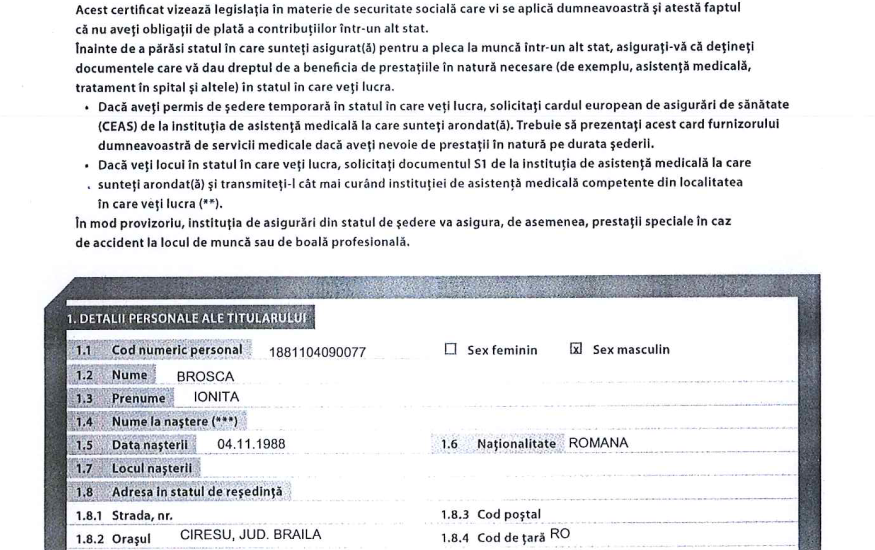 Acest certificat vizează legislația în materie de securitate socială care vi se aplică dumneavoastră și atestă faptul
că nu aveți obligații de plată a contribuțiilor într-un alt stat.
Înainte de a părăsi statul în care sunteți asigurat(ă) pentru a pleca la muncă într-un alt stat, asigurați-vă că dețineți
documentele care vă dau dreptul de a beneficia de prestațiile în natură necesare (de exemplu, asistență medicală,
tratament în spital și altele) în statul în care veți lucra.
• Dacă aveți permis de ședere temporară în statul în care veți lucra, solicitați cardul european de asigurări de sănătate
(CEAS) de la instituția de asistență medicală la care sunteți arondat(ă). Trebuie să prezentați acest card furnizorului
dumneavoastră de servicii medicale dacă aveți nevoie de prestații în natură pe durata șederii.
• Dacă veți locui în statul în care veți lucra, solicitați documentul S1 de la instituția de asistență medicală la care
sunteți arondat(ă) și transmiteți-l cât mai curând instituției de asistență medicală competente din localitatea
în care veți lucra (**).
În mod provizoriu, instituția de asigurări din statul de ședere va asigura, de asemenea, prestații speciale în caz
de accident la locul de muncă sau de boală profesională.
1. DETALII PERSONALE ALE TITULARULUI
1.1 Cod numeric personal 1881104090077 ☐ Sex feminin ☒ Sex masculin
1.2 Nume BROSCA
1.3 Prenume IONITA
1.4 Nume la naștere (***)
1.5 Data nașterii 04.11.1988 1.6 Naționalitate ROMANA
1.7 Locul nașterii
1.8 Adresa în statul de reședință
1.8.1 Strada, nr. 1.8.3 Cod poștal
1.8.2 Orașul CIRESU, JUD. BRAILA 1.8.4 Cod de țară RO